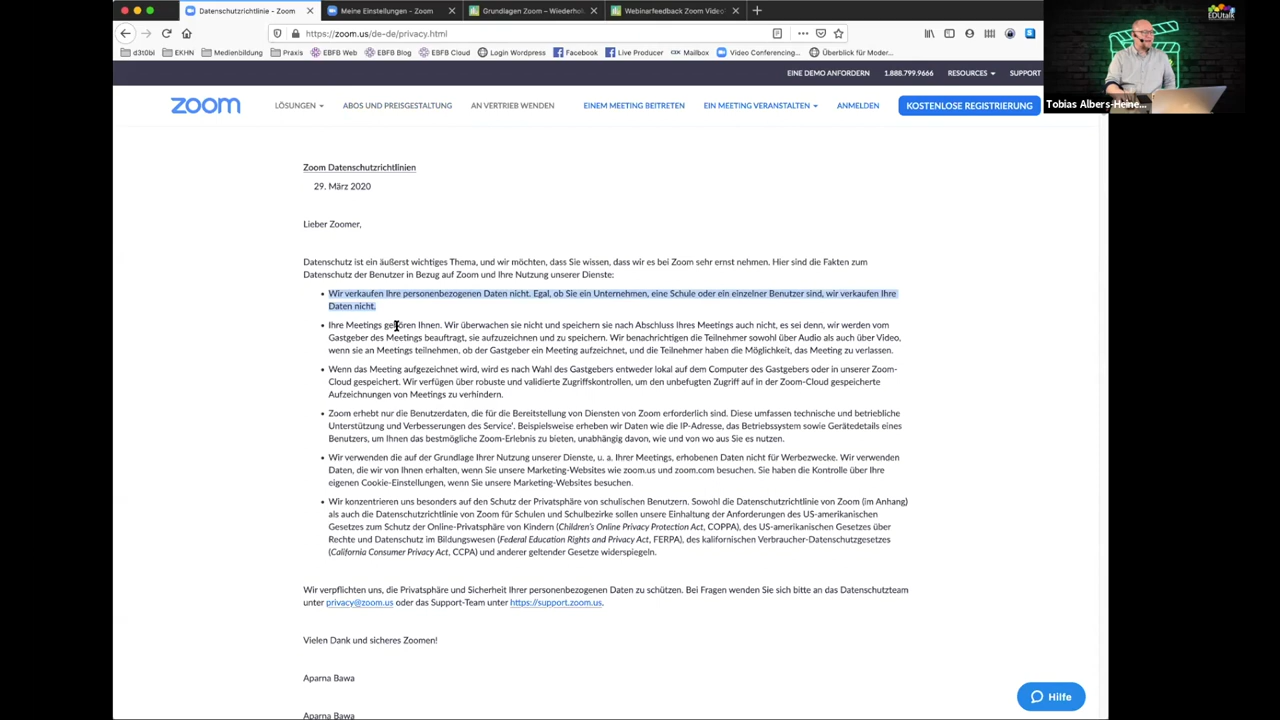 Datenschutzrichtlinie - Zoom
Meine Einstellungen - Zoom
Grundlagen Zoom – Wiederhol
Webinarfeedback Zoom Video
EDUtalk
https://zoom.us/de-de/privacy.html
d3t0bl EKHN Medienbildung Praxis EBFB Web EBFB Blog EBFB Cloud Login Wordpress Facebook Live Producer Mailbox Video Conferencing... Überblick für Moder...
EINE DEMO ANFORDERN 1.888.799.9666 RESOURCES SUPPORT
Tobias Albers-Heine...
zoom LÖSUNGEN ABOS UND PREISGESTALTUNG AN VERTRIEB WENDEN EINEM MEETING BEITRETEN EIN MEETING VERANSTALTEN ANMELDEN KOSTENLOSE REGISTRIERUNG
Zoom Datenschutzrichtlinien
29. März 2020
Lieber Zoomer,
Datenschutz ist ein äußerst wichtiges Thema, und wir möchten, dass Sie wissen, dass wir es bei Zoom sehr ernst nehmen. Hier sind die Fakten zum
Datenschutz der Benutzer in Bezug auf Zoom und Ihre Nutzung unserer Dienste:
• Wir verkaufen Ihre personenbezogenen Daten nicht. Egal, ob Sie ein Unternehmen, eine Schule oder ein einzelner Benutzer sind, wir verkaufen Ihre
Daten nicht.
• Ihre Meetings gehören Ihnen. Wir überwachen sie nicht und speichern sie nach Abschluss Ihres Meetings auch nicht, es sei denn, wir werden vom
Gastgeber des Meetings beauftragt, sie aufzuzeichnen und zu speichern. Wir benachrichtigen die Teilnehmer sowohl über Audio als auch über Video,
wenn sie an Meetings teilnehmen, ob der Gastgeber ein Meeting aufzeichnet, und die Teilnehmer haben die Möglichkeit, das Meeting zu verlassen.
• Wenn das Meeting aufgezeichnet wird, wird es nach Wahl des Gastgebers entweder lokal auf dem Computer des Gastgebers oder in unserer Zoom-
Cloud gespeichert. Wir verfügen über robuste und validierte Zugriffskontrollen, um den unbefugten Zugriff auf in der Zoom-Cloud gespeicherte
Aufzeichnungen von Meetings zu verhindern.
• Zoom erhebt nur die Benutzerdaten, die für die Bereitstellung von Diensten von Zoom erforderlich sind. Diese umfassen technische und betriebliche
Unterstützung und Verbesserungen des Service'. Beispielsweise erheben wir Daten wie die IP-Adresse, das Betriebssystem sowie Gerätedetails eines
Benutzers, um Ihnen das bestmögliche Zoom-Erlebnis zu bieten, unabhängig davon, wie und von wo aus Sie es nutzen.
• Wir verwenden die auf der Grundlage Ihrer Nutzung unserer Dienste, u. a. Ihrer Meetings, erhobenen Daten nicht für Werbezwecke. Wir verwenden
Daten, die wir von Ihnen erhalten, wenn Sie unsere Marketing-Websites wie zoom.us und zoom.com besuchen. Sie haben die Kontrolle über Ihre
eigenen Cookie-Einstellungen, wenn Sie unsere Marketing-Websites besuchen.
• Wir konzentrieren uns besonders auf den Schutz der Privatsphäre von schulischen Benutzern. Sowohl die Datenschutzrichtlinie von Zoom (im Anhang)
als auch die Datenschutzrichtlinie von Zoom für Schulen und Schulbezirke sollen unsere Einhaltung der Anforderungen des US-amerikanischen
Gesetzes zum Schutz der Online-Privatsphäre von Kindern (Children's Online Privacy Protection Act, COPPA), des US-amerikanischen Gesetzes über
Rechte und Datenschutz im Bildungswesen (Federal Education Rights and Privacy Act, FERPA), des kalifornischen Verbraucher-Datenschutzgesetzes
(California Consumer Privacy Act, CCPA) und anderer geltender Gesetze widerspiegeln.
Wir verpflichten uns, die Privatsphäre und Sicherheit Ihrer personenbezogenen Daten zu schützen. Bei Fragen wenden Sie sich bitte an das Datenschutzteam
unter privacy@zoom.us oder das Support-Team unter https://support.zoom.us.
Vielen Dank und sicheres Zoomen!
Aparna Bawa
Aparna Bawa
Hilfe